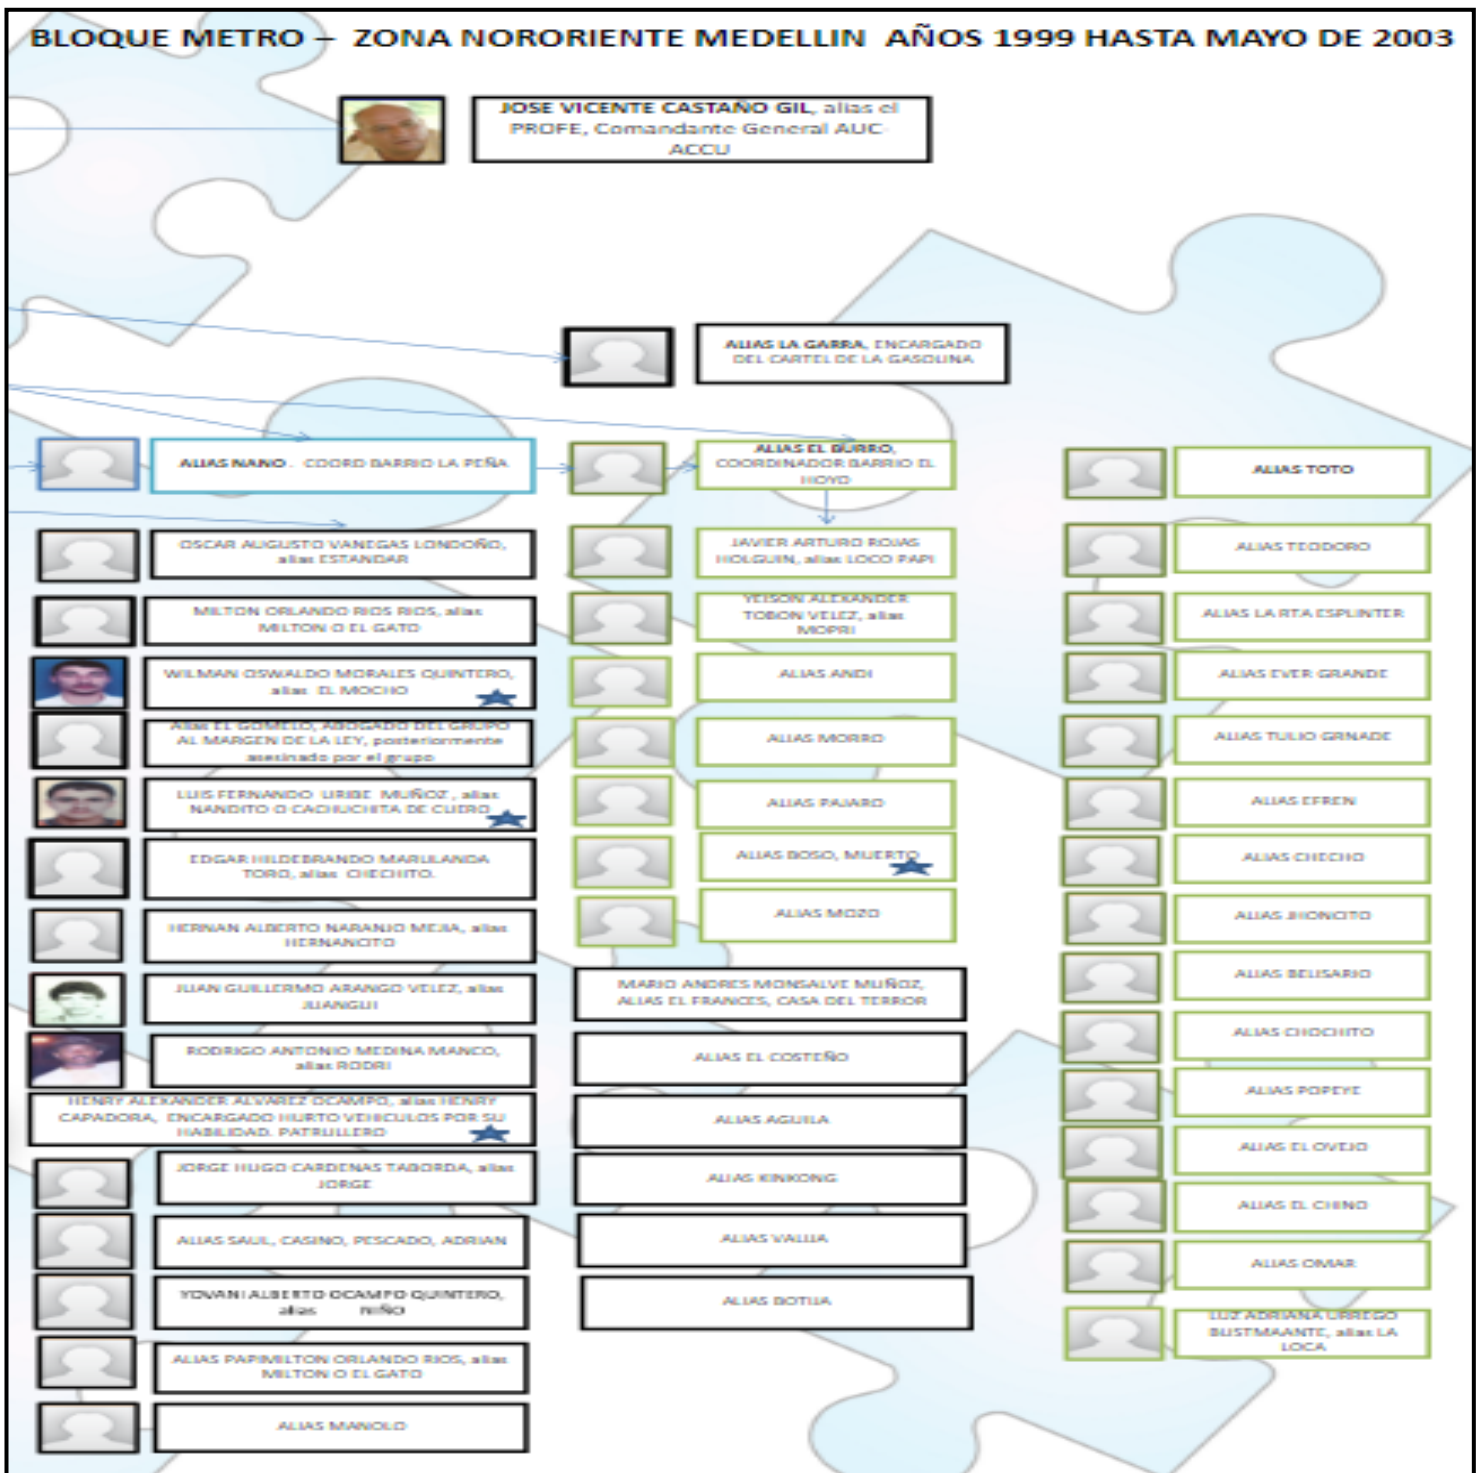 BLOQUE METRO – ZONA NORORIENTE MEDELLIN AÑOS 1999 HASTA MAYO DE 2003
JOSE VICENTE CASTAÑO GIL, alias el
PROFE, Comandante General AUC-
ACCU
ALIAS LA GARRA, ENCARGADO
DEL CARTEL DE LA GASOLINA
ALIAS NANO. COORD BARRIO LA PEÑA
OSCAR AUGUSTO VANEGAS LONDOÑO,
alias ESTANDAR
MILTON ORLANDO RIOS RIOS, alias
MILTON O EL GATO
WILMAN OSWALDO MORALES QUINTERO,
alias EL MOCHO
Alias EL GOMELO, ABOGADO DEL GRUPO
AL MARGEN DE LA LEY, posteriormente
asesinado por el grupo
LUIS FERNANDO URIBE MUÑOZ, alias
NANDITO O CACHUCHITA DE CUERO
EDGAR HILDEBRANDO MARULANDA
TORO, alias CHECHITO.
HERNAN ALBERTO NARANJO MEJIA, alias
HERNANCITO
JUAN GUILLERMO ARANGO VELEZ, alias
JUANGUI
RODRIGO ANTONIO MEDINA MANCO,
alias RODRI
HENRY ALEXANDER ALVAREZ OCAMPO, alias HENRY
CAPADORA, ENCARGADO HURTO VEHICULOS POR SU
HABILIDAD. PATRULLERO
JORGE HUGO CARDENAS TABORDA, alias
JORGE
ALIAS SAUL, CASINO, PESCADO, ADRIAN
YOVANI ALBERTO OCAMPO QUINTERO,
alias NIÑO
ALIAS PAPIMILTON ORLANDO RIOS, alias
MILTON O EL GATO
ALIAS MANOLO
ALIAS EL BURRO,
COORDINADOR BARRIO EL
HOYO
JAVIER ARTURO ROJAS
HOLGUIN, alias LOCO PAPI
YEISON ALEXANDER
TOBON VELEZ, alias
MOPRI
ALIAS ANDI
ALIAS MORRO
ALIAS PAJARO
ALIAS BOSO, MUERTO
ALIAS MOZO
MARIO ANDRES MONSALVE MUÑOZ,
ALIAS EL FRANCES, CASA DEL TERROR
ALIAS EL COSTEÑO
ALIAS AGUILA
ALIAS KINKONG
ALIAS VALIJA
ALIAS BOTIJA
ALIAS TOTO
ALIAS TEODORO
ALIAS LA RTA ESPLINTER
ALIAS EVER GRANDE
ALIAS TULIO GRNADE
ALIAS EFREN
ALIAS CHECHO
ALIAS JHONCITO
ALIAS BELISARIO
ALIAS CHOCHITO
ALIAS POPEYE
ALIAS EL OVEJO
ALIAS EL CHINO
ALIAS OMAR
LUZ ADRIANA URREGO
BUSTMAANTE, alias LA
LOCA